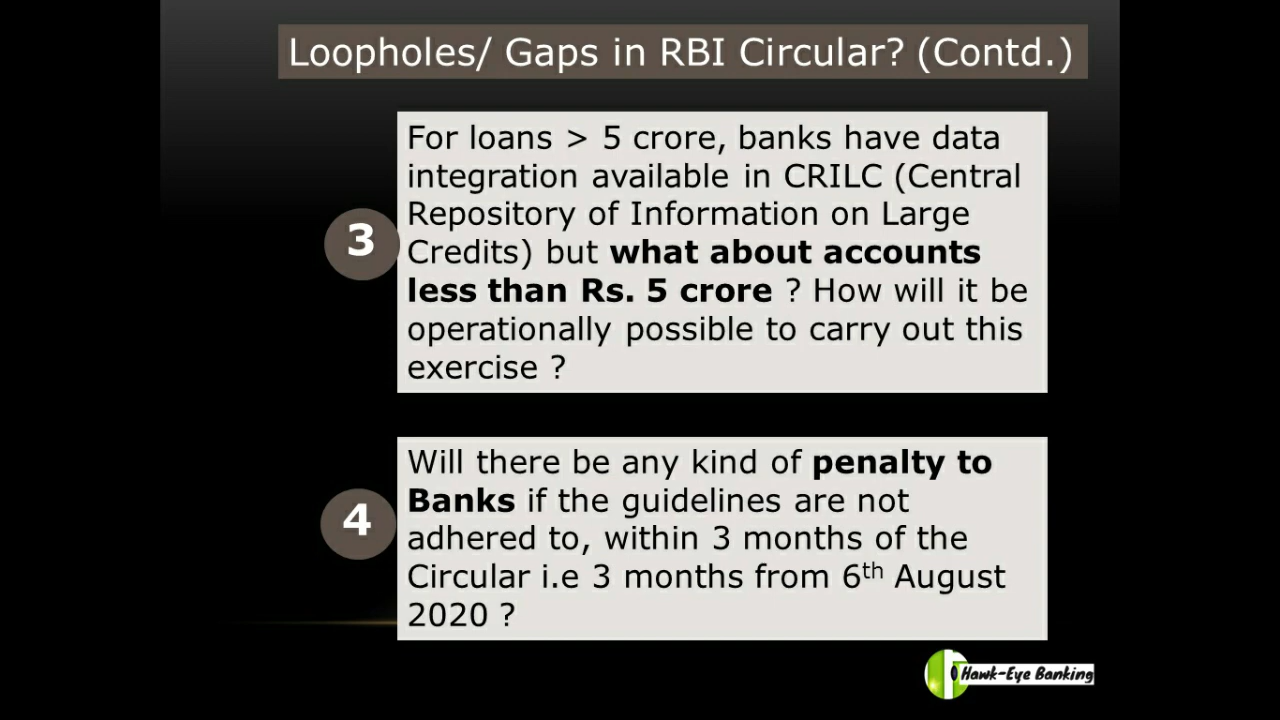 Loopholes/ Gaps in RBI Circular? (Contd.)
3
For loans > 5 crore, banks have data
integration available in CRILC (Central
Repository of Information on Large
Credits) but what about accounts
less than Rs. 5 crore ? How will it be
operationally possible to carry out this
exercise ?
4
Will there be any kind of penalty to
Banks if the guidelines are not
adhered to, within 3 months of the
Circular i.e 3 months from 6th August
2020 ?
Hawk-Eye Banking